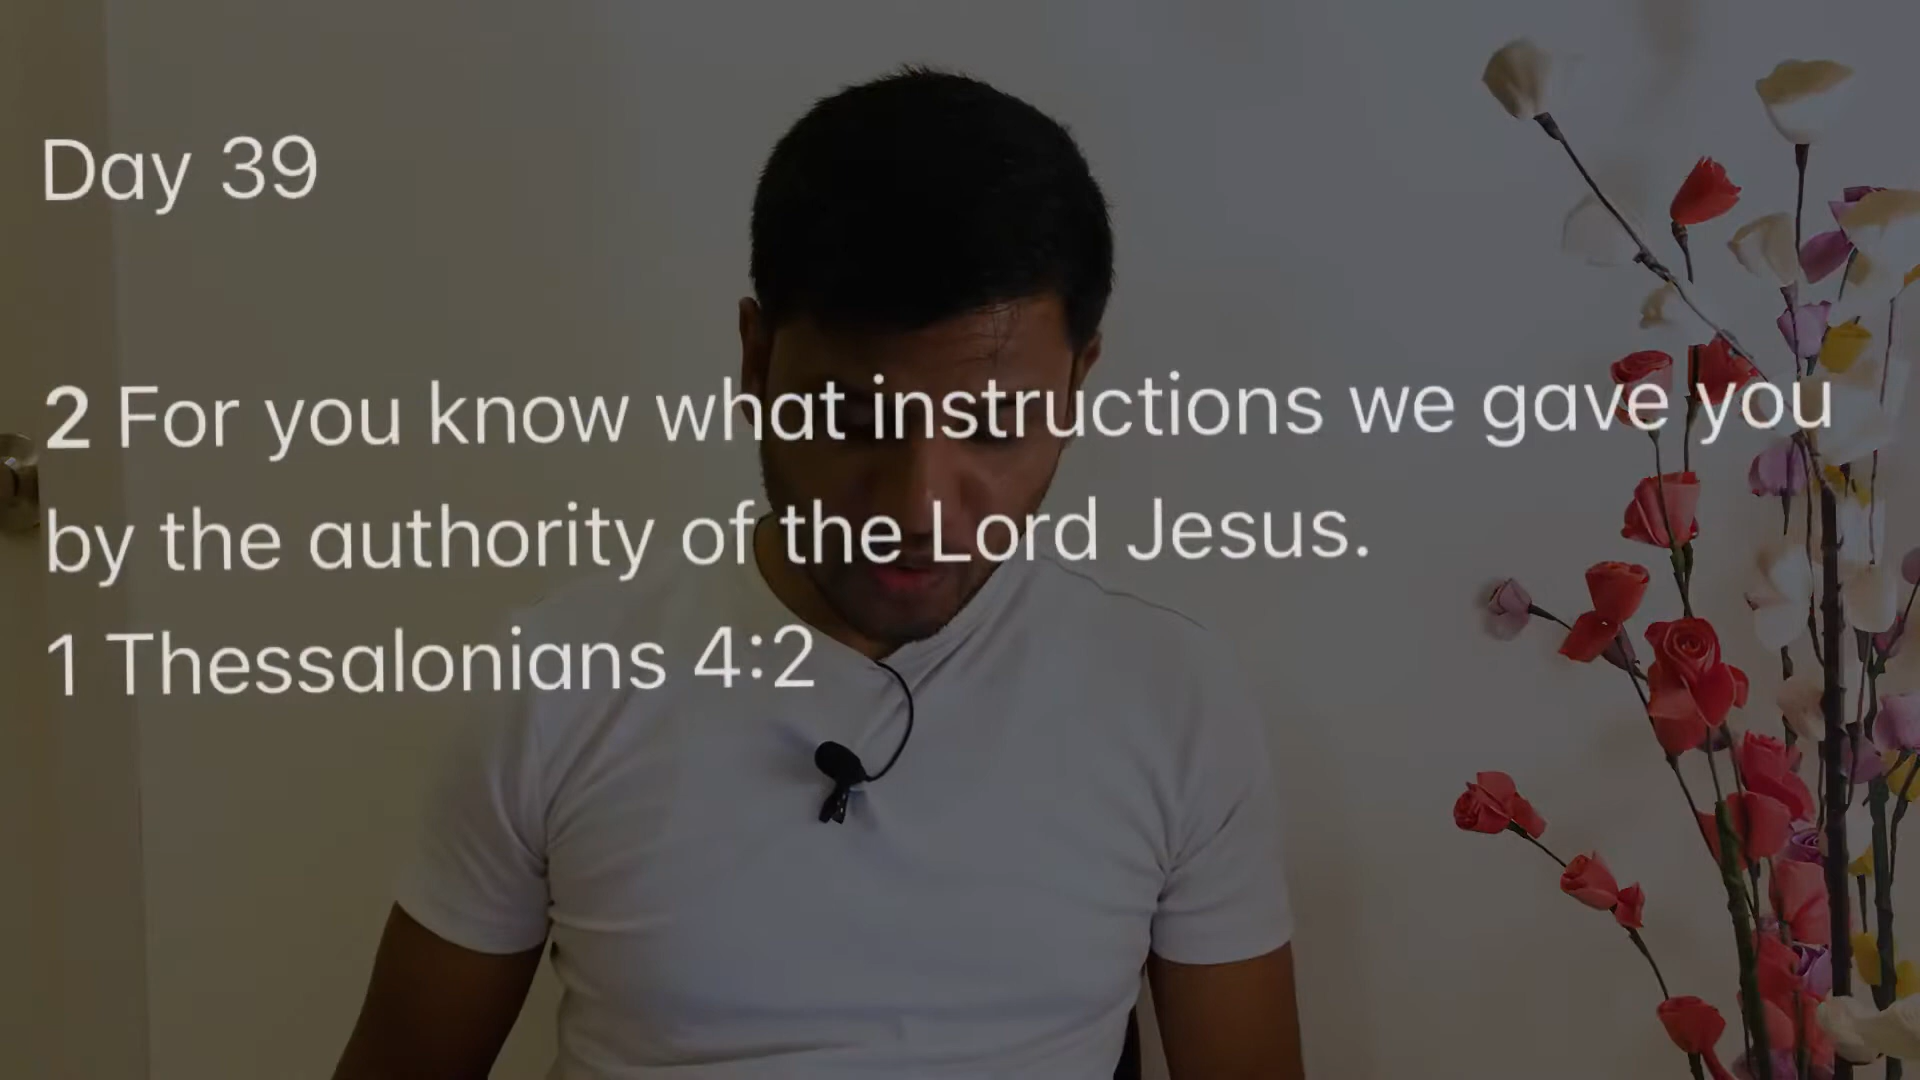 Day 39
2 For you know what instructions we gave you
by the authority of the Lord Jesus.
1 Thessalonians 4:2